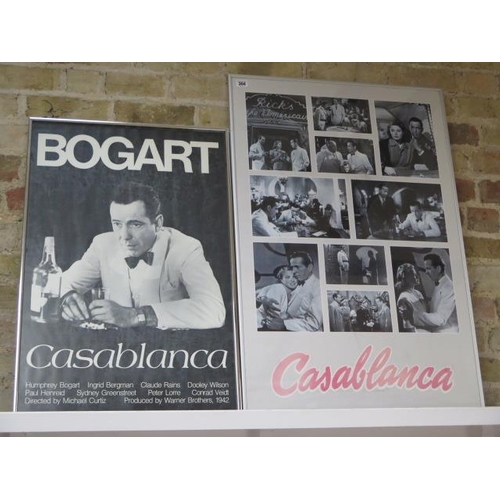 BOGART
Casablanca
Humphrey Bogart Ingrid Bergman Claude Rains Dooley Wilson
Paul Henreid Sydney Greenstreet Peter Lorre Conrad Veidt
Directed by Michael Curtiz Produced by Warner Brothers, 1942
Rick's
Casablanca